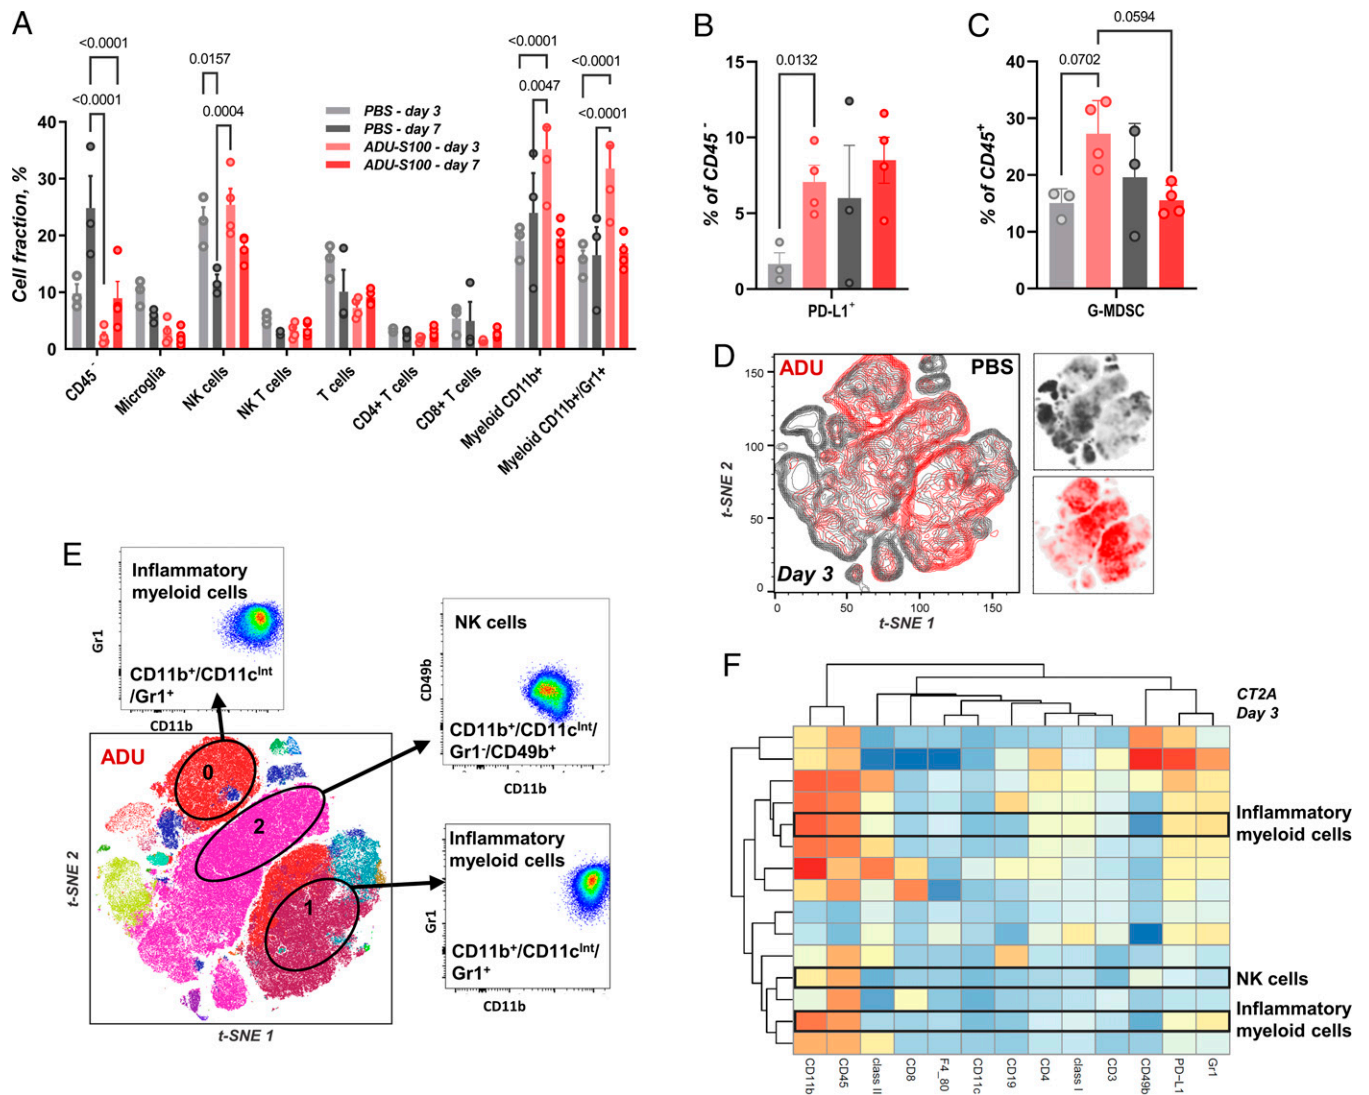 A
<0.0001
<0.0001
0.0157
0.0004
<0.0001
0.0047
<0.0001
<0.0001
PBS - day 3
PBS - day 7
ADU-S100 - day 3
ADU-S100 - day 7
Cell fraction, %
40
30
20
10
0
CD45-
Microglia
NK cells
NK T cells
T cells
CD4+ T cells
CD8+ T cells
Myeloid CD11b+
Myeloid CD11b+/Gr1+
B
0.0132
% of CD45-
15
10
5
0
PD-L1+
C
0.0594
0.0702
% of CD45+
40
30
20
10
0
G-MDSC
D
ADU
PBS
Day 3
t-SNE 2
150
100
50
0
0
50
100
150
t-SNE 1
E
Inflammatory
myeloid cells
CD11b+/CD11cInt
/Gr1+
Gr1
CD11b
NK cells
CD11b+/CD11cInt/
Gr1-/CD49b+
CD49b
CD11b
Inflammatory
myeloid cells
CD11b+/CD11cInt/
Gr1+
Gr1
CD11b
ADU
0
2
1
t-SNE 2
t-SNE 1
F
CT2A
Day 3
Inflammatory
myeloid cells
NK cells
Inflammatory
myeloid cells
CD11b
CD45
class II
CD8
F4_80
CD11c
CD19
CD4
class I
CD3
CD49b
PD-L1
Gr1